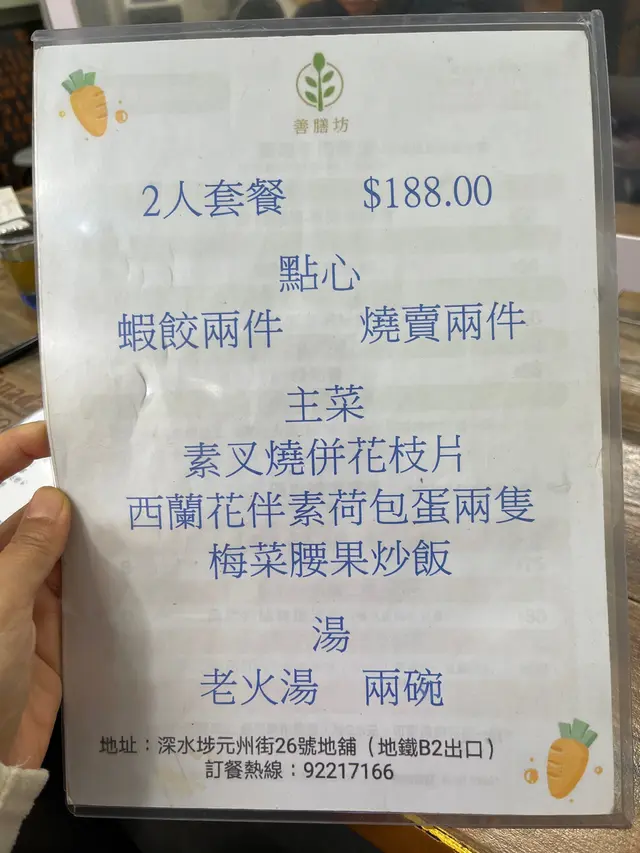 善膳坊
2人套餐 $188.00
點心
蝦餃兩件 燒賣兩件
主菜
素叉燒併花枝片
西蘭花伴素荷包蛋兩隻
梅菜腰果炒飯
湯
老火湯 兩碗
地址：深水埗元州街26號地舖（地鐵B2出口）
訂餐熱線：92217166